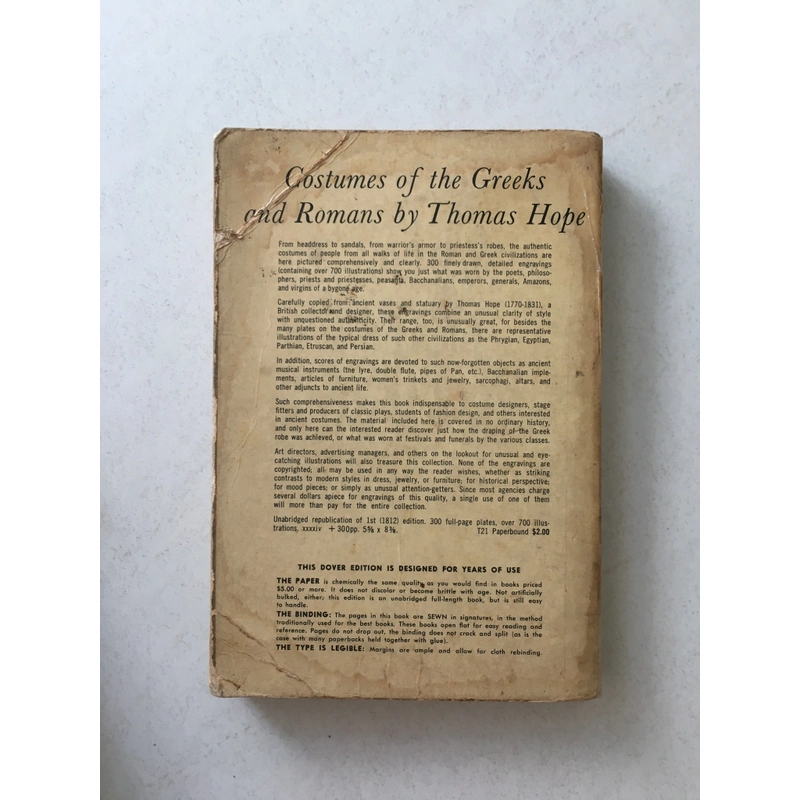 Costumes of the Greeks
and Romans by Thomas Hope
From headdress to sandals, from warrior's armor to priestess's robes, the authentic
costumes of people from all walks of life in the Roman and Greek civilizations are
here pictured comprehensively and clearly. 300 finely drawn, detailed engravings
(containing over 700 illustrations) show you just what was worn by the poets, philoso-
phers, priests and priestesses, peasants, Bacchanalians, emperors, generals, Amazons,
and virgins of a bygone age.
Carefully copied from ancient vases and statuary by Thomas Hope (1770-1831), a
British collector and designer, these engravings combine an unusual clarity of style
with unquestioned authenticity. Their range, too, is unusually great, for besides the
many plates on the costumes of the Greeks and Romans, there are representative
illustrations of the typical dress of such other civilizations as the Phrygian, Egyptian,
Parthian, Etruscan, and Persian.
In addition, scores of engravings are devoted to such now-forgotten objects as ancient
musical instruments (the lyre, double flute, pipes of Pan, etc.), Bacchanalian imple-
ments, articles of furniture, women's trinkets and jewelry, sarcophagi, altars, and
other adjuncts to ancient life.
Such comprehensiveness makes this book indispensable to costume designers, stage
fitters and producers of classic plays, students of fashion design, and others interested
in ancient costumes. The material included here is covered in no ordinary history,
and only here can the interested reader discover just how the draping of the Greek
robe was achieved, or what was worn at festivals and funerals by the various classes.
Art directors, advertising managers, and others on the lookout for unusual and eye-
catching illustrations will also treasure this collection. None of the engravings are
copyrighted; all may be used in any way the reader wishes, whether as striking
contrasts to modern styles in dress, jewelry, or furniture; for historical perspective;
for mood pieces; or simply as unusual attention-getters. Since most agencies charge
several dollars apiece for engravings of this quality, a single use of one of them
will more than pay for the entire collection.
Unabridged republication of 1st (1812) edition. 300 full-page plates, over 700 illus-
trations, xxxxiv + 300pp. 5⅜ x 8⅜. T21 Paperbound $2.00
THIS DOVER EDITION IS DESIGNED FOR YEARS OF USE
THE PAPER is chemically the same quality as you would find in books priced
$5.00 or more. It does not discolor or become brittle with age. Not artificially
bulked, either; this edition is an unabridged full-length book, but is still easy
to handle.
THE BINDING: The pages in this book are SEWN in signatures, in the method
traditionally used for the best books. These books open flat for easy reading and
reference. Pages do not drop out, the binding does not crack and split (as is the
case with many paperbacks held together with glue).
THE TYPE IS LEGIBLE: Margins are ample and allow for cloth rebinding.